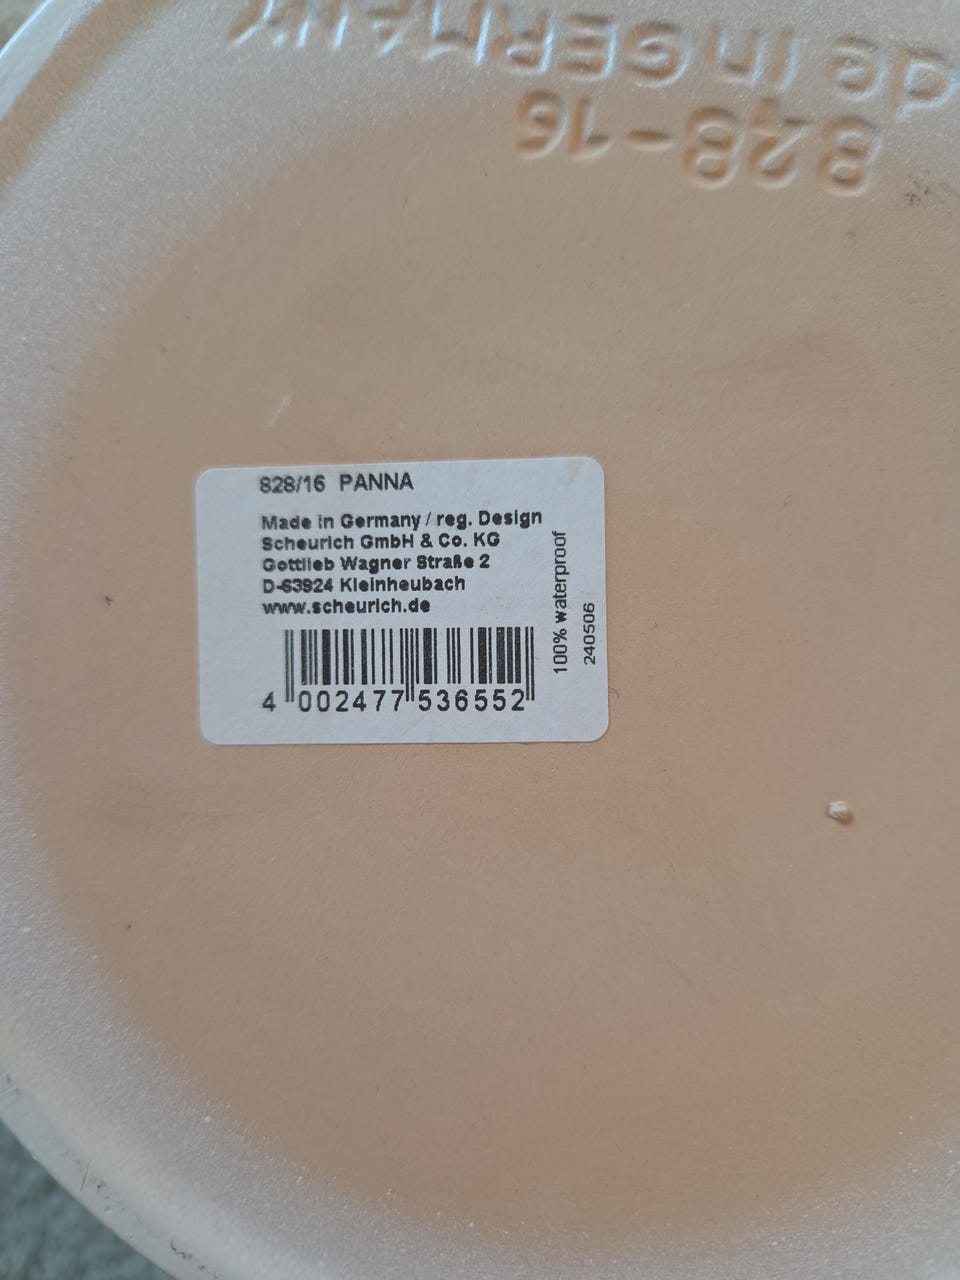 de in GERMANY
828-16
828/16 PANNA
Made in Germany / reg. Design
Scheurich GmbH & Co. KG
Gottlieb Wagner Straße 2
D-63924 Kleinheubach
www.scheurich.de
4 002477 536552
100% waterproof
240506